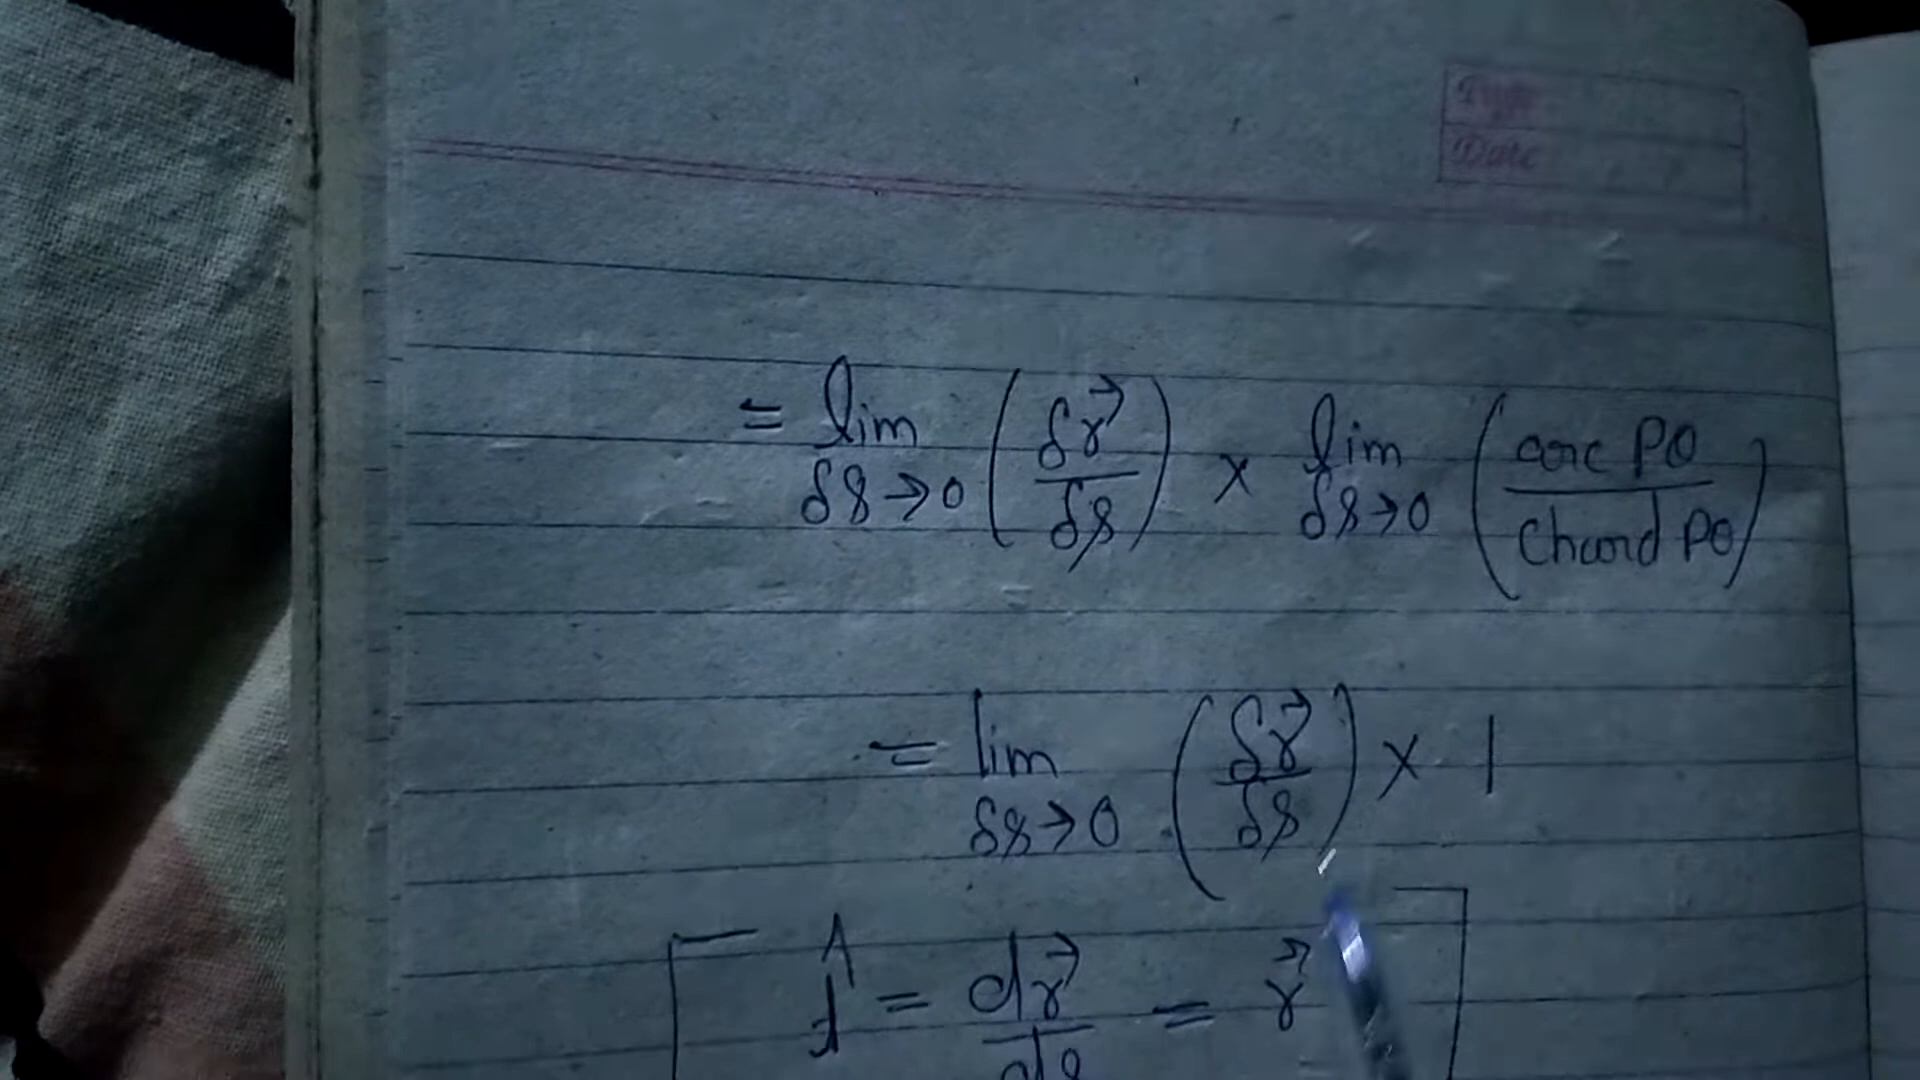 Page
Date
= lim δs→0 (δr⃗/δs) × lim δs→0 (arc PQ/Chord PQ)
= lim δs→0 (δr⃗/δs) × 1
t̂ = dr⃗/ds = r⃗